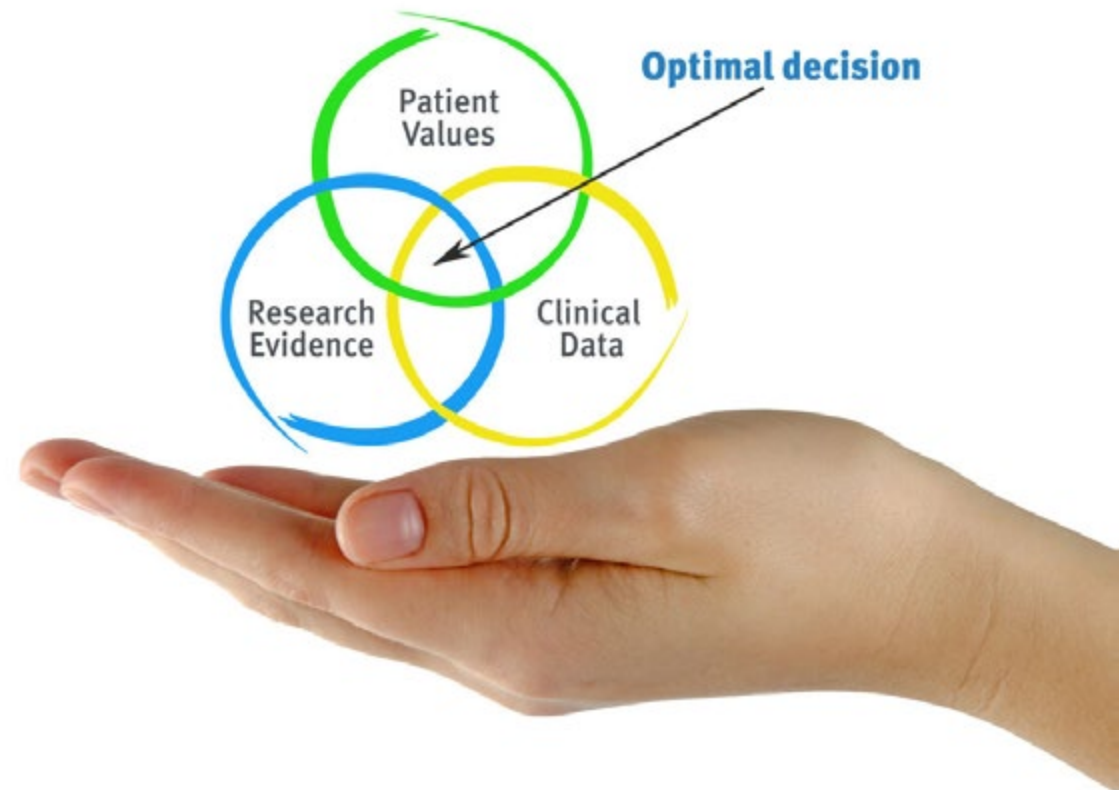 Optimal decision
Patient
Values
Research
Evidence
Clinical
Data